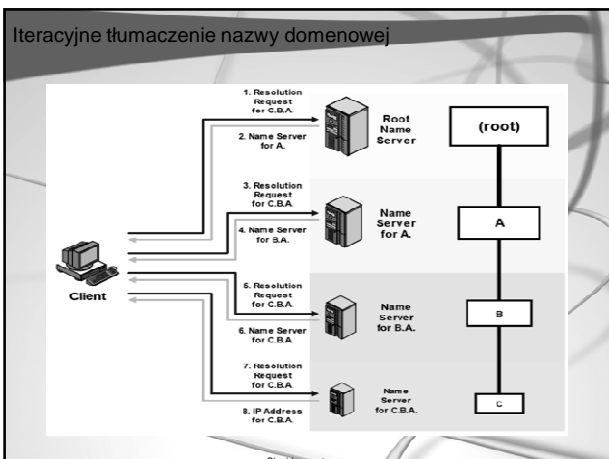 Iteracyjne tłumaczenie nazwy domenowej
1. Resolution
Request
for C.B.A.
2. Name Server
for A.
Root
Name
Server
(root)
3. Resolution
Request
for C.B.A.
4. Name Server
for B.A.
Name
Server
for A.
A
Client
5. Resolution
Request
for C.B.A.
6. Name Server
for C.B.A.
Name
Server
for B.A.
B
7. Resolution
Request
for C.B.A.
8. IP Address
for C.B.A.
Name
Server
for C.B.A.
C